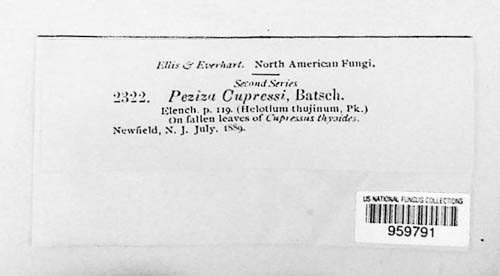 Ellis & Everhart. North American Fungi.
Second Series
2322. Peziza Cupressi, Batsch.
Elench. p. 119. (Helotium thujinum, Pk.)
On fallen leaves of Cupressus thyoides.
Newfield, N. J. July, 1889.
US NATIONAL FUNGUS COLLECTIONS
959791